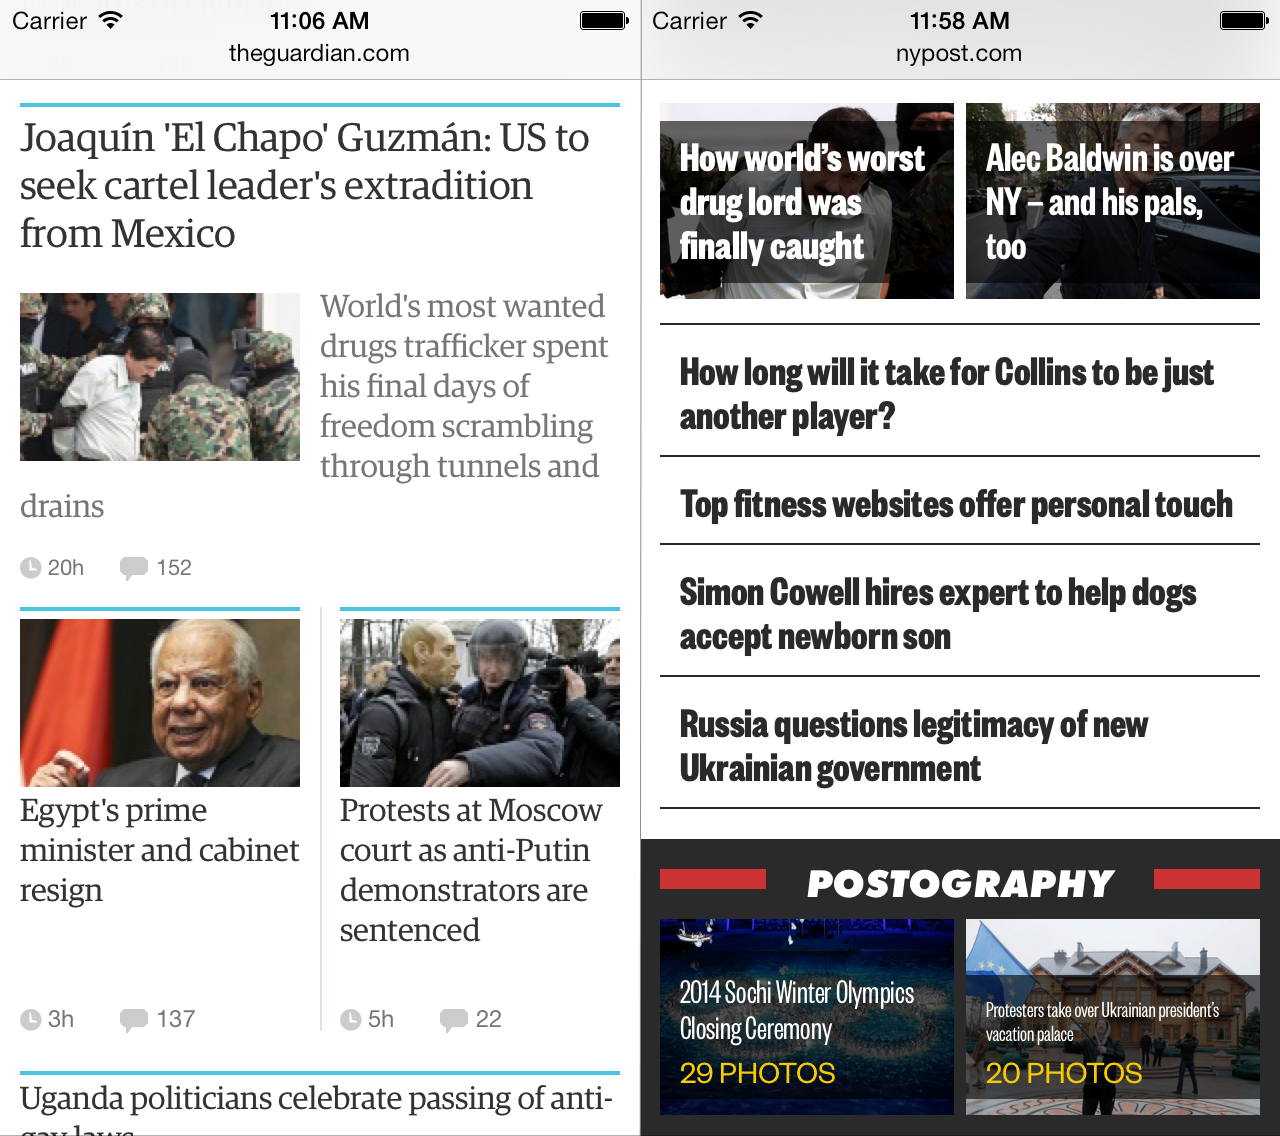 Carrier 11:06 AM
theguardian.com
Joaquín 'El Chapo' Guzmán: US to
seek cartel leader's extradition
from Mexico
World's most wanted
drugs trafficker spent
his final days of
freedom scrambling
through tunnels and
drains
20h 152
Egypt's prime
minister and cabinet
resign
3h 137
Protests at Moscow
court as anti-Putin
demonstrators are
sentenced
5h 22
Uganda politicians celebrate passing of anti-
gay laws
Carrier 11:58 AM
nypost.com
How world’s worst
drug lord was
finally caught
Alec Baldwin is over
NY – and his pals,
too
How long will it take for Collins to be just
another player?
Top fitness websites offer personal touch
Simon Cowell hires expert to help dogs
accept newborn son
Russia questions legitimacy of new
Ukrainian government
POSTOGRAPHY
2014 Sochi Winter Olympics
Closing Ceremony
29 PHOTOS
Protesters take over Ukrainian president’s
vacation palace
20 PHOTOS